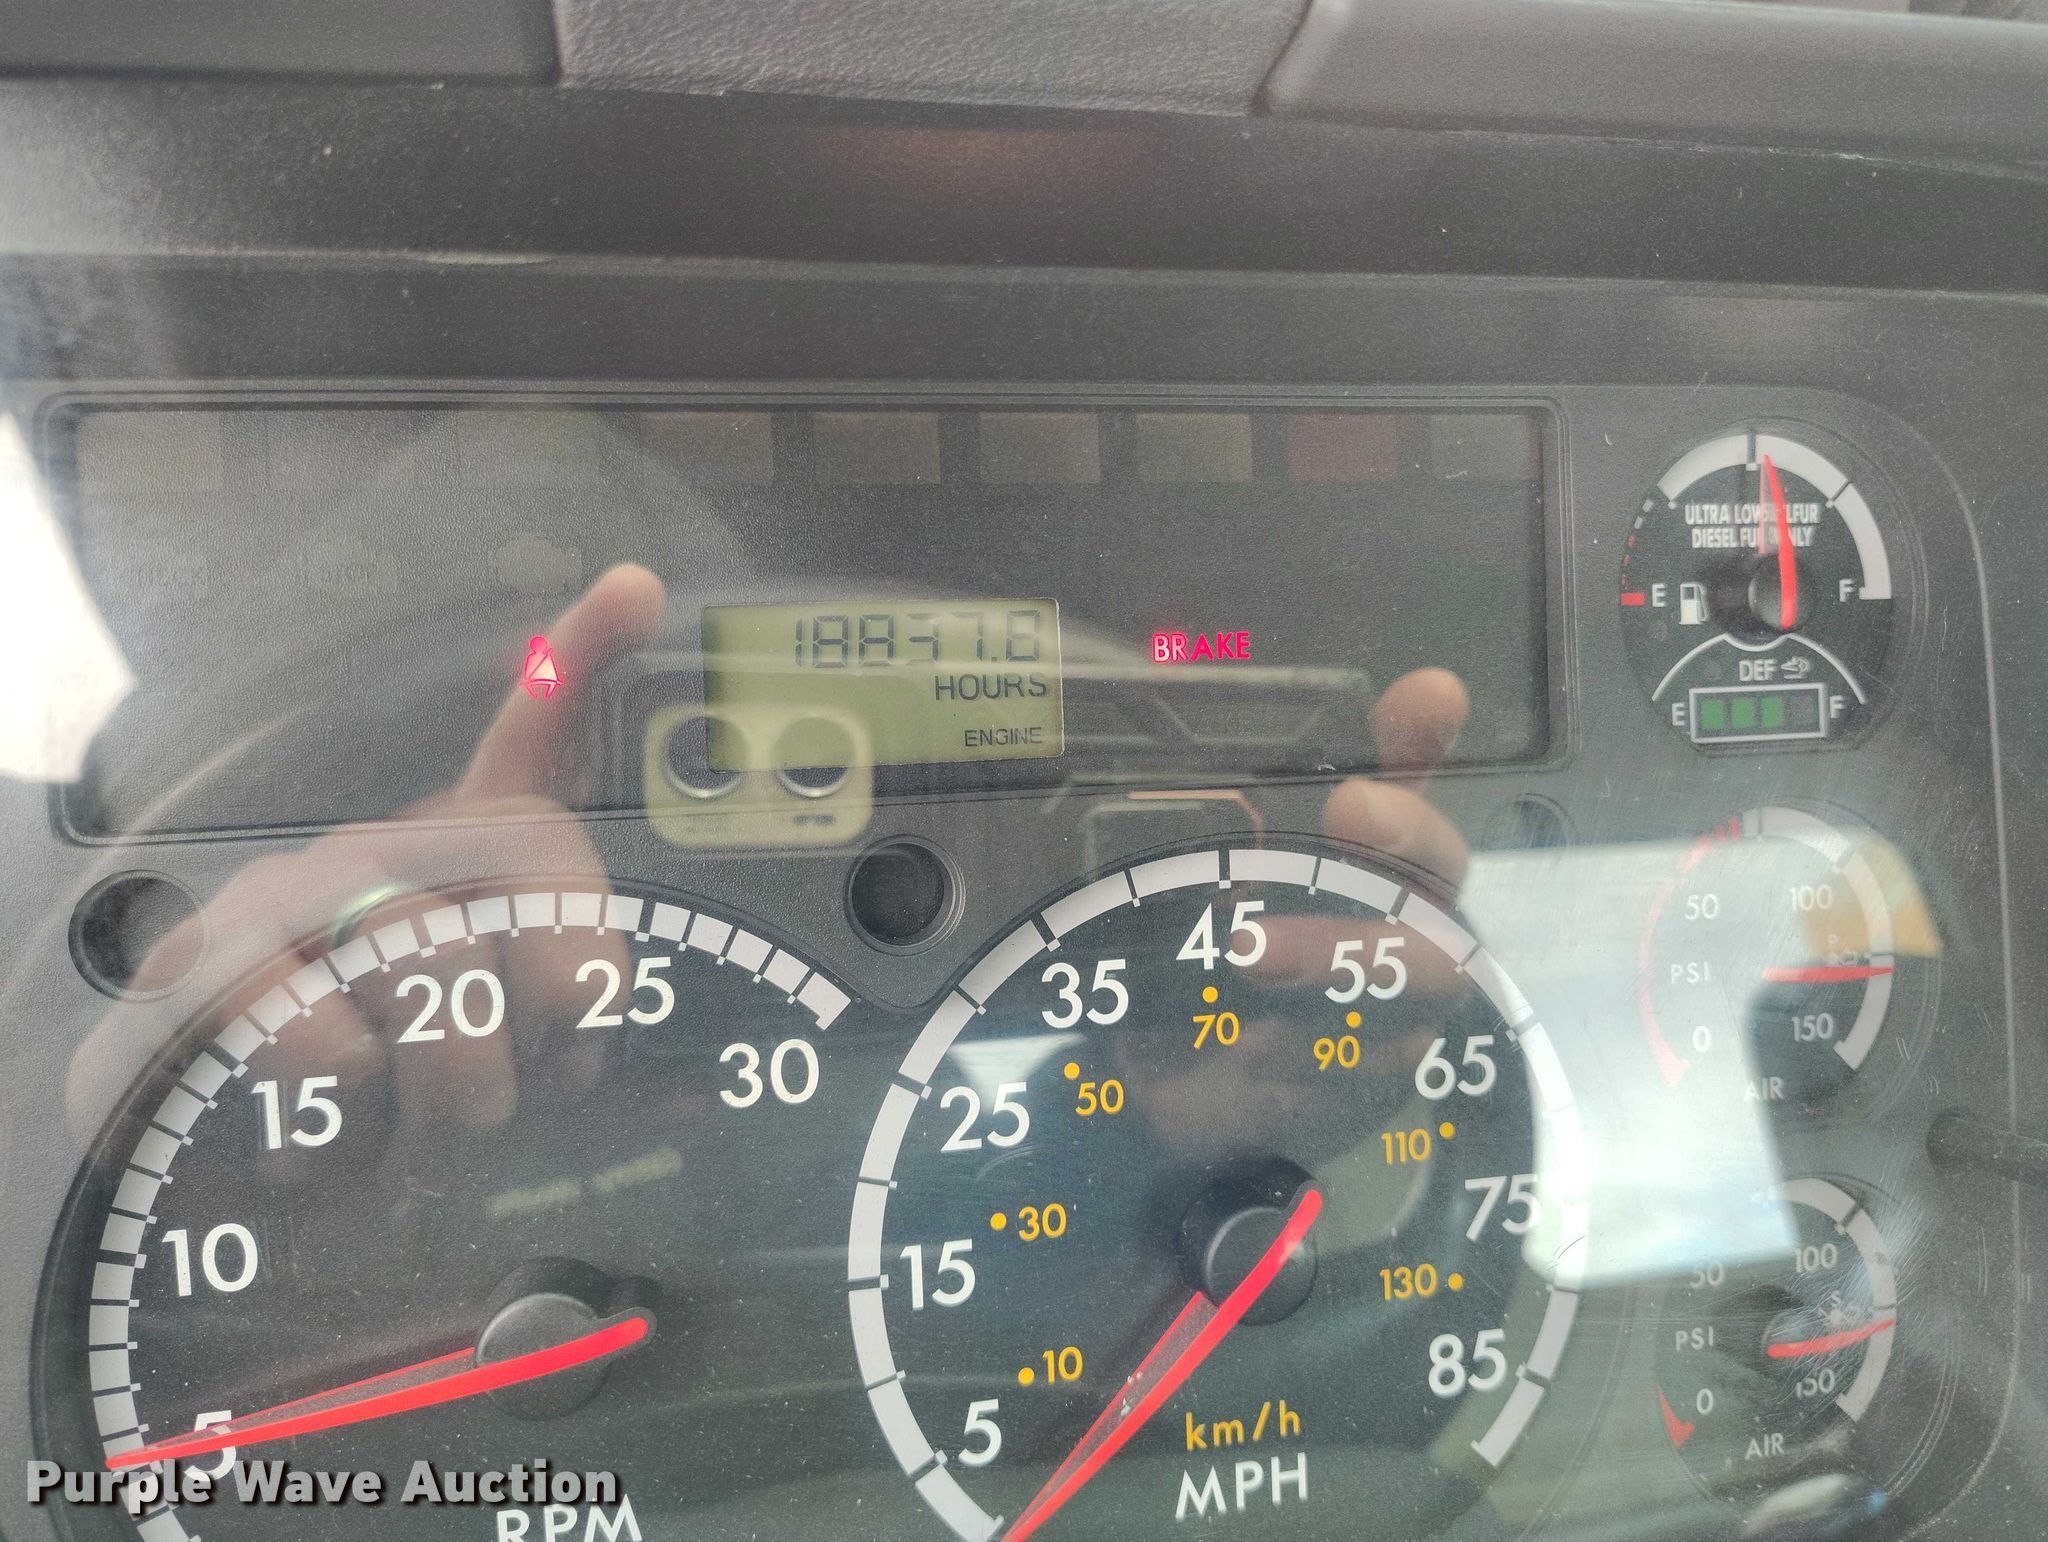 18837.8
HOURS
ENGINE
BRAKE
ULTRA LOW SULFUR
DIESEL FUEL ONLY
E F
DEF
E F
50 100
PSI
0 150
AIR
50 100
PSI
0 150
AIR
5 10 15 20 25 30
RPM
5 15 25 35 45 55 65 75 85
10 30 50 70 90 110 130
km/h
MPH
Purple Wave Auction